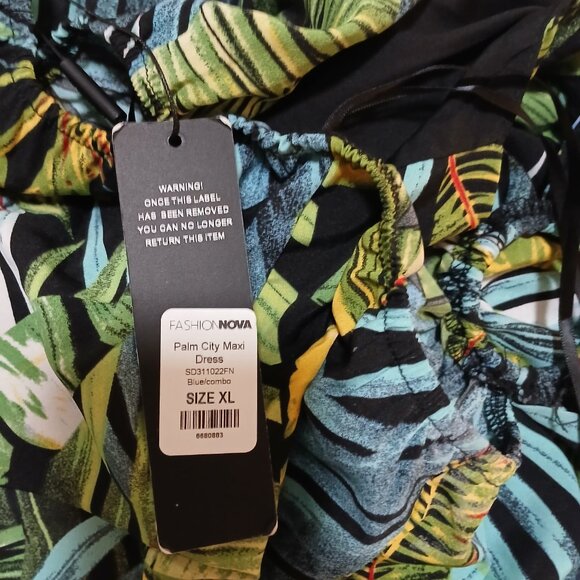 WARNING!
ONCE THIS LABEL
HAS BEEN REMOVED
YOU CAN NO LONGER
RETURN THIS ITEM
FASHIONNOVA
Palm City Maxi
Dress
SD311022FN
Blue/combo
SIZE XL
6680883